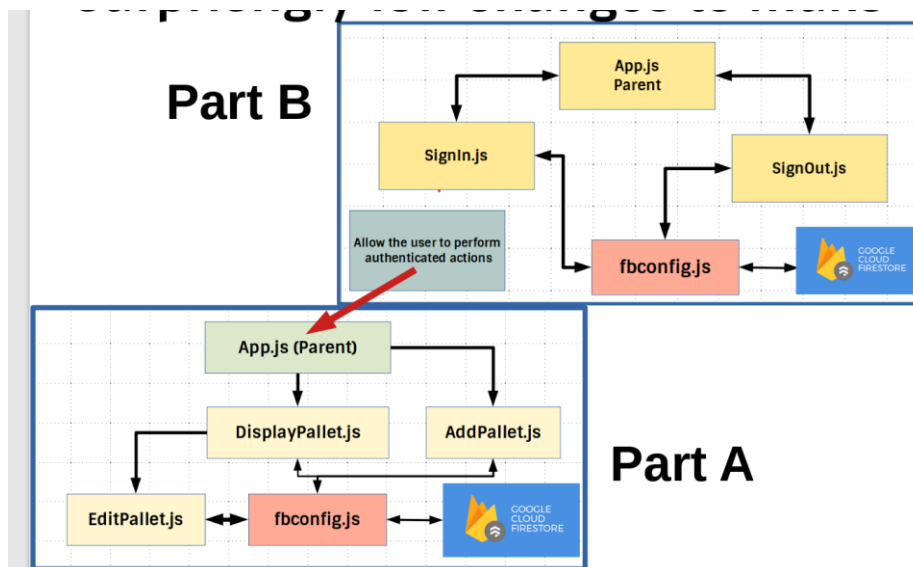 Part B
App.js
Parent
SignIn.js
SignOut.js
Allow the user to perform
authenticated actions
fbconfig.js
GOOGLE
CLOUD
FIRESTORE
App.js (Parent)
DisplayPallet.js
AddPallet.js
Part A
EditPallet.js
fbconfig.js
GOOGLE
CLOUD
FIRESTORE